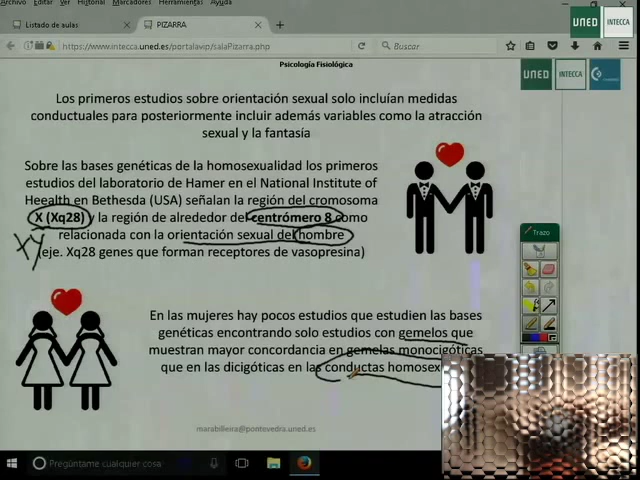 Archivo Editar Ver Historial Marcadores Herramientas Ayuda
Listado de aulas
PIZARRA
https://www.intecca.uned.es/portalavip/salaPizarra.php
Buscar
UNED
INTECCA
Psicología Fisiológica
UNED
INTECCA
Los primeros estudios sobre orientación sexual solo incluían medidas
conductuales para posteriormente incluir además variables como la atracción
sexual y la fantasía
Sobre las bases genéticas de la homosexualidad los primeros
estudios del laboratorio de Hamer en el National Institute of
Heealth en Bethesda (USA) señalan la región del cromosoma
X (Xq28) y la región de alrededor del centrómero 8 como
relacionada con la orientación sexual del hombre
XY
(eje. Xq28 genes que forman receptores de vasopresina)
Trazo
En las mujeres hay pocos estudios que estudien las bases
genéticas encontrando solo estudios con gemelos que
muestran mayor concordancia en gemelas monocigóticas
que en las dicigóticas en las conductas homosex
marabilleira@pontevedra.uned.es
Pregúntame cualquier cosa